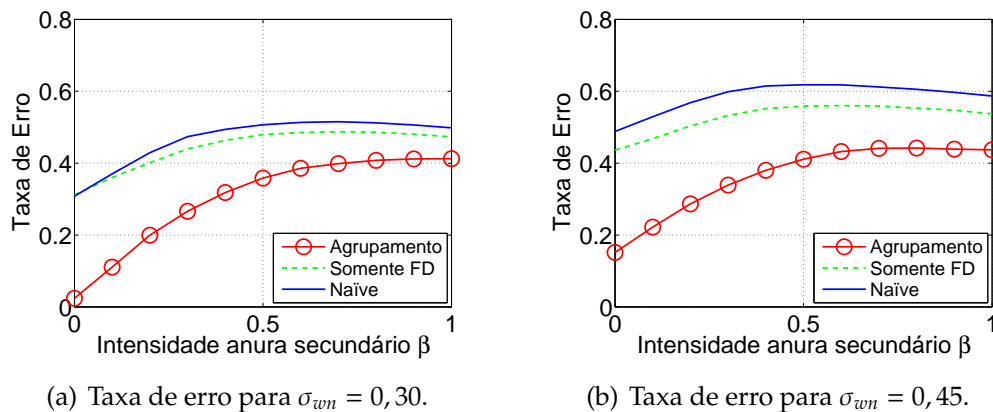 0.8
0.6
0.4
0.2
0
0
0.5
1
Taxa de Erro
Intensidade anura secundário β
Agrupamento
Somente FD
Naïve
(a) Taxa de erro para σwn = 0, 30.
0.8
0.6
0.4
0.2
0
0
0.5
1
Taxa de Erro
Intensidade anura secundário β
Agrupamento
Somente FD
Naïve
(b) Taxa de erro para σwn = 0, 45.